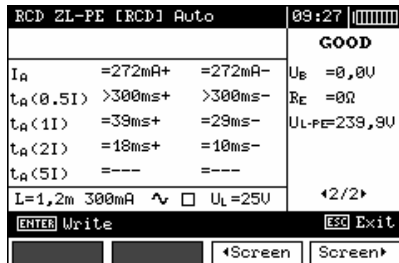 RCD ZL-PE [RCD] Auto 09:27
GOOD
IA =272mA+ =272mA-
tA(0.5I) >300ms+ >300ms-
tA(1I) =39ms+ =29ms-
tA(2I) =18ms+ =10ms-
tA(5I) =--- =---
UB =0,0V
RE =0Ω
UL-PE=239,9V
L=1,2m 300mA ∿ □ UL=25V
◂2/2▸
ENTER Write ESC Exit
◂Screen Screen▸